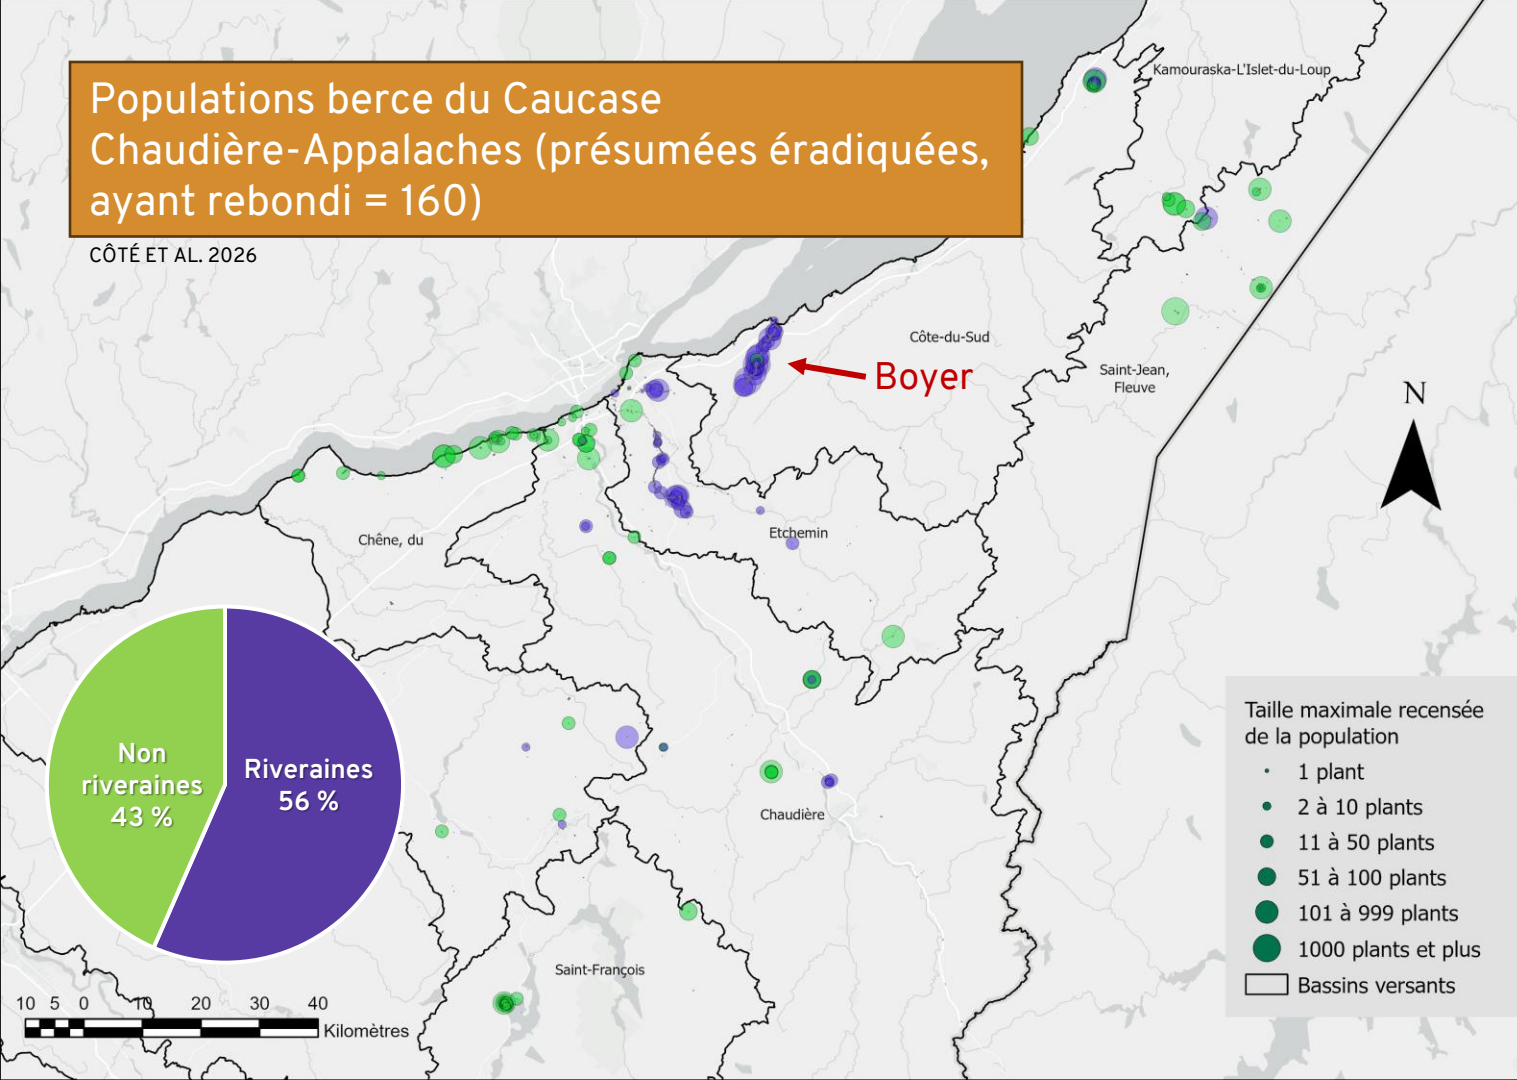 Populations berce du Caucase
Chaudière-Appalaches (présumées éradiquées,
ayant rebondi = 160)
CÔTÉ ET AL. 2026
Kamouraska-L'Islet-du-Loup
Côte-du-Sud
Boyer
Saint-Jean,
Fleuve
N
Chêne, du
Etchemin
Chaudière
Saint-François
Non
riveraines
43 %
Riveraines
56 %
Taille maximale recensée
de la population
1 plant
2 à 10 plants
11 à 50 plants
51 à 100 plants
101 à 999 plants
1000 plants et plus
Bassins versants
10 5 0 10 20 30 40
Kilomètres